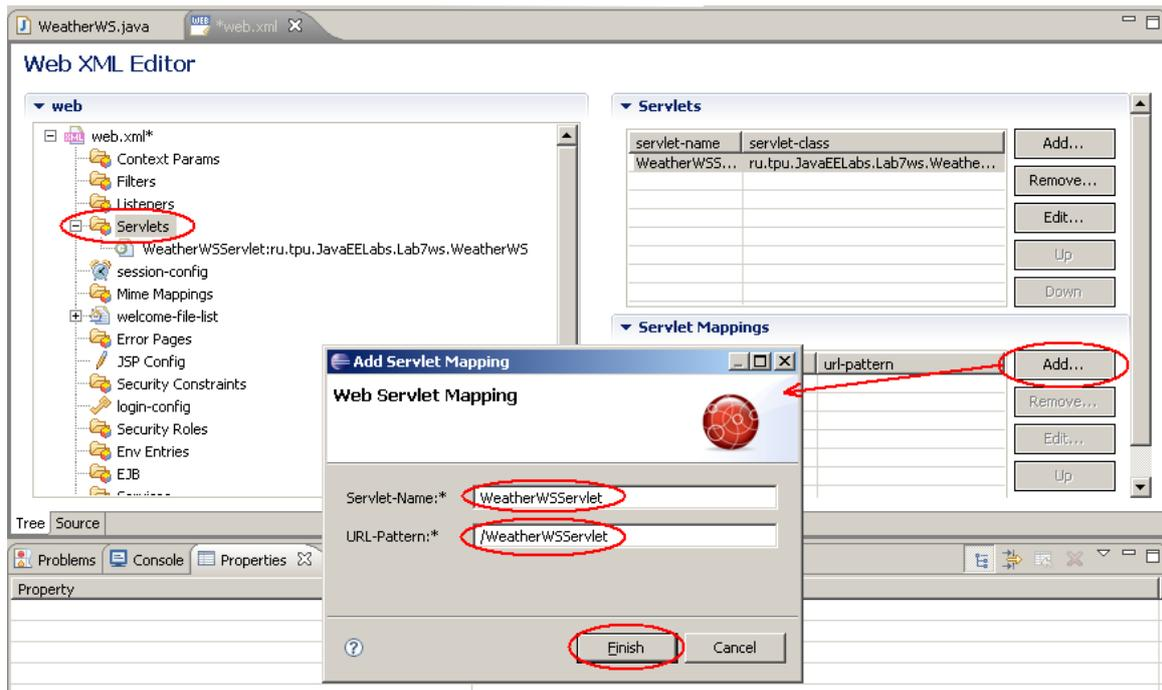 WeatherWS.java
*web.xml
Web XML Editor
web
web.xml*
Context Params
Filters
Listeners
Servlets
WeatherWSServlet:ru.tpu.JavaEELabs.Lab7ws.WeatherWS
session-config
Mime Mappings
welcome-file-list
Error Pages
JSP Config
Security Constraints
login-config
Security Roles
Env Entries
EJB
Tree Source
Servlets
servlet-name servlet-class
WeatherWSS... ru.tpu.JavaEELabs.Lab7ws.Weathe...
Add...
Remove...
Edit...
Up
Down
Servlet Mappings
url-pattern
Add...
Remove...
Edit...
Up
Add Servlet Mapping
Web Servlet Mapping
Servlet-Name:* WeatherWSServlet
URL-Pattern:* /WeatherWSServlet
Finish Cancel
Problems Console Properties
Property